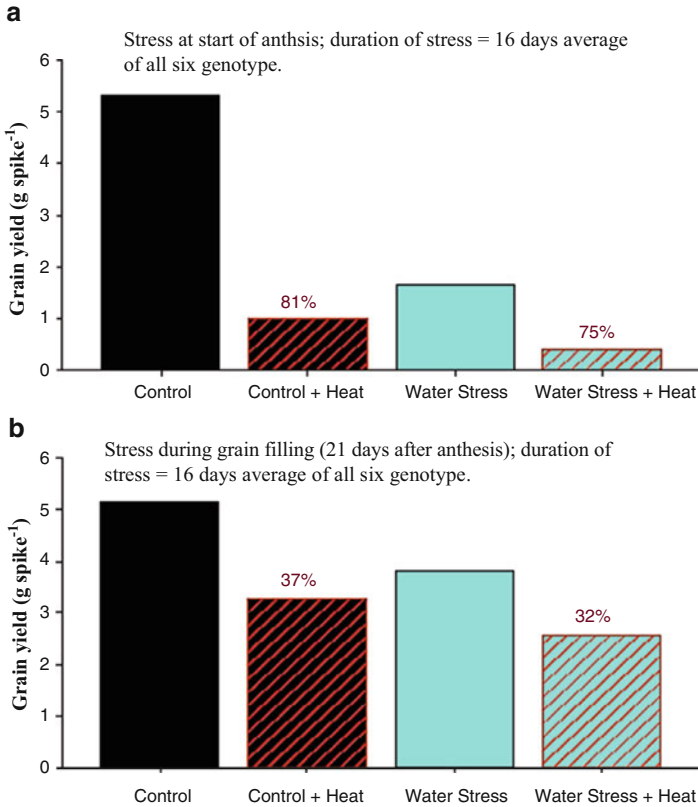 a
Stress at start of anthsis; duration of stress = 16 days average
of all six genotype.
Grain yield (g spike-1)
6
5
4
3
2
1
0
81%
75%
Control
Control + Heat
Water Stress
Water Stress + Heat
b
Stress during grain filling (21 days after anthesis); duration of
stress = 16 days average of all six genotype.
Grain yield (g spike-1)
6
5
4
3
2
1
0
37%
32%
Control
Control + Heat
Water Stress
Water Stress + Heat